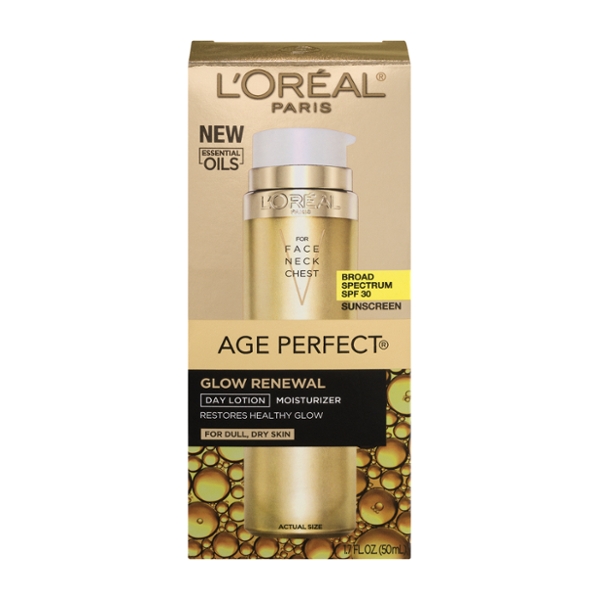 L'ORÉAL
PARIS
NEW
ESSENTIAL
OILS
L'ORÉAL
PARIS
FOR
FACE
NECK
CHEST
BROAD
SPECTRUM
SPF 30
SUNSCREEN
AGE PERFECT®
GLOW RENEWAL
DAY LOTION MOISTURIZER
RESTORES HEALTHY GLOW
FOR DULL, DRY SKIN
ACTUAL SIZE
1.7 FL.OZ. (50mL)